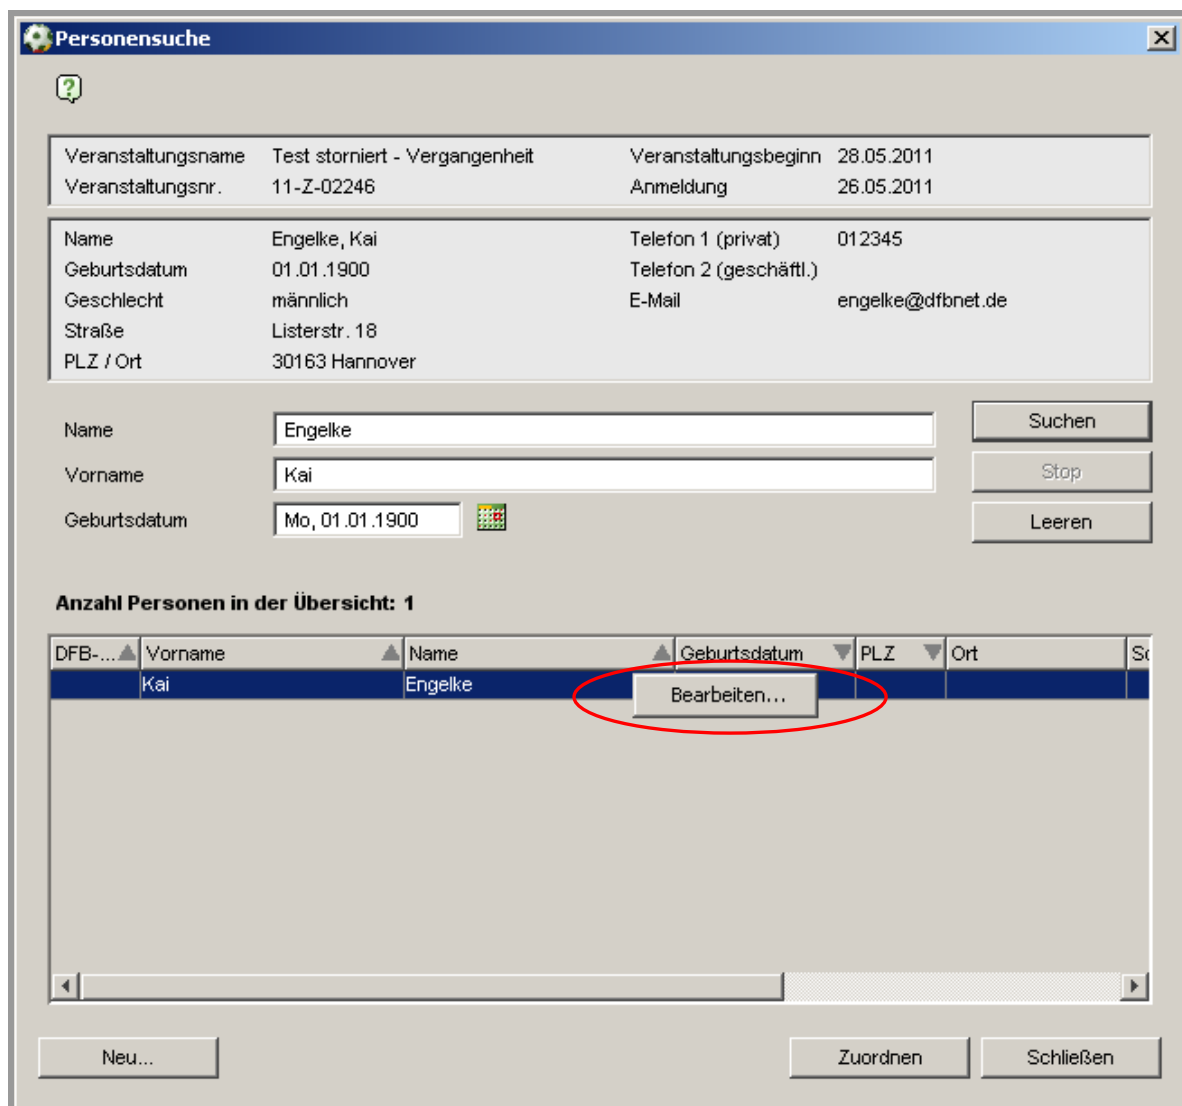 Personensuche
Veranstaltungsname Test storniert - Vergangenheit Veranstaltungsbeginn 28.05.2011
Veranstaltungsnr. 11-Z-02246 Anmeldung 26.05.2011
Name Engelke, Kai Telefon 1 (privat) 012345
Geburtsdatum 01.01.1900 Telefon 2 (geschäftl.)
Geschlecht männlich E-Mail engelke@dfbnet.de
Straße Listerstr. 18
PLZ / Ort 30163 Hannover
Name Engelke Suchen
Vorname Kai Stop
Geburtsdatum Mo, 01.01.1900 Leeren
Anzahl Personen in der Übersicht: 1
DFB-... Vorname Name Geburtsdatum PLZ Ort
Kai Engelke Bearbeiten...
Neu... Zuordnen Schließen